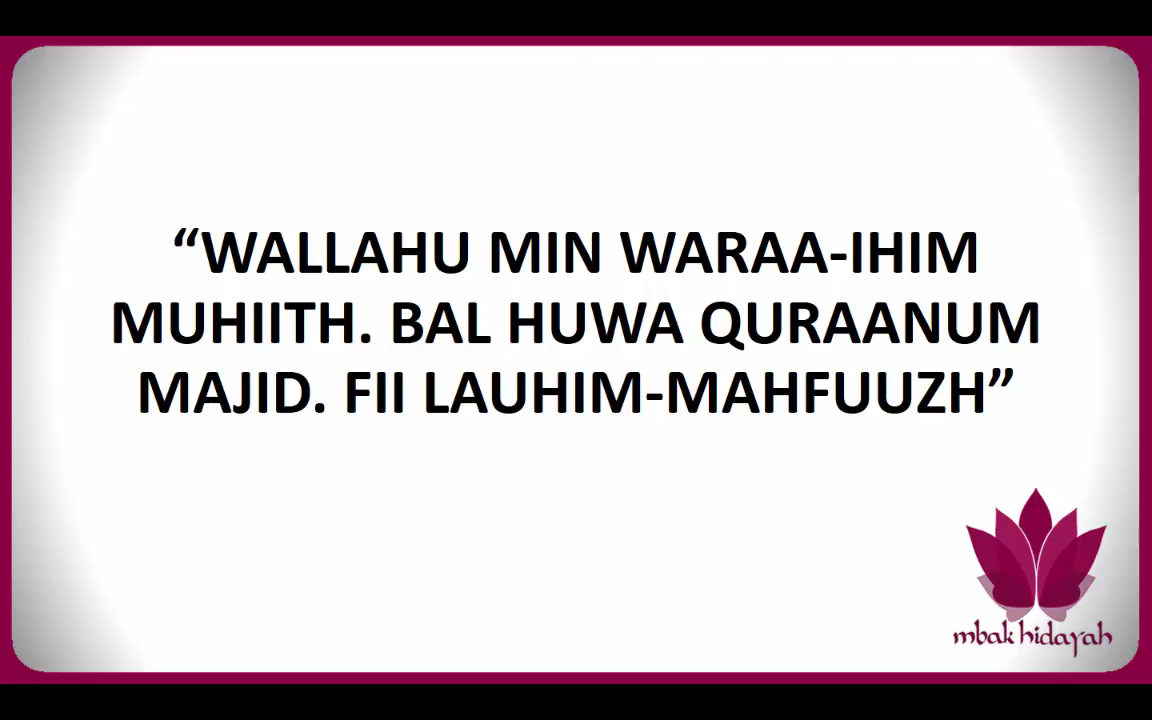 “WALLAHU MIN WARAA-IHIM
MUHIITH. BAL HUWA QURAANUM
MAJID. FII LAUHIM-MAHFUUZH”
mbak hidayah